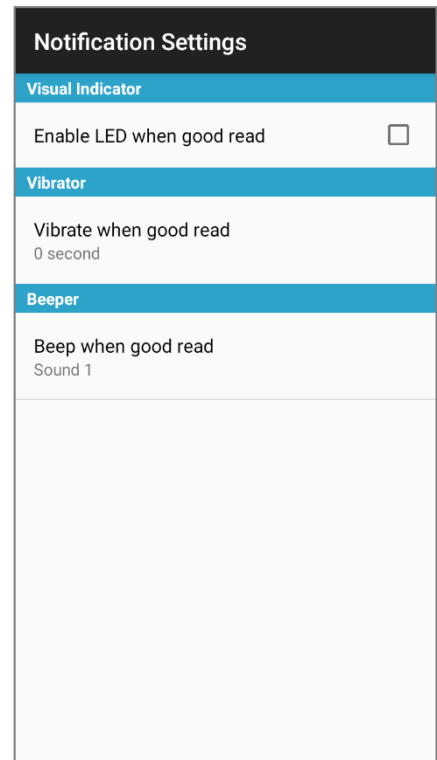 Notification Settings
Visual Indicator
Enable LED when good read
Vibrator
Vibrate when good read
0 second
Beeper
Beep when good read
Sound 1